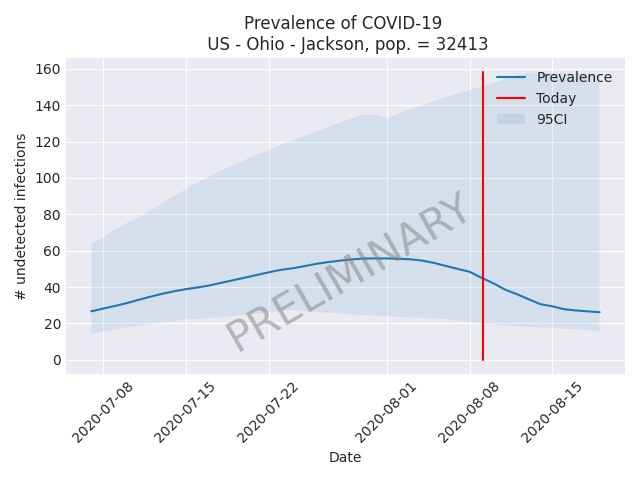 Prevalence of COVID-19
US - Ohio - Jackson, pop. = 32413
160
140
120
100
80
60
40
20
0
# undetected infections
Prevalence
Today
95CI
PRELIMINARY
2020-07-08
2020-07-15
2020-07-22
2020-08-01
2020-08-08
2020-08-15
Date